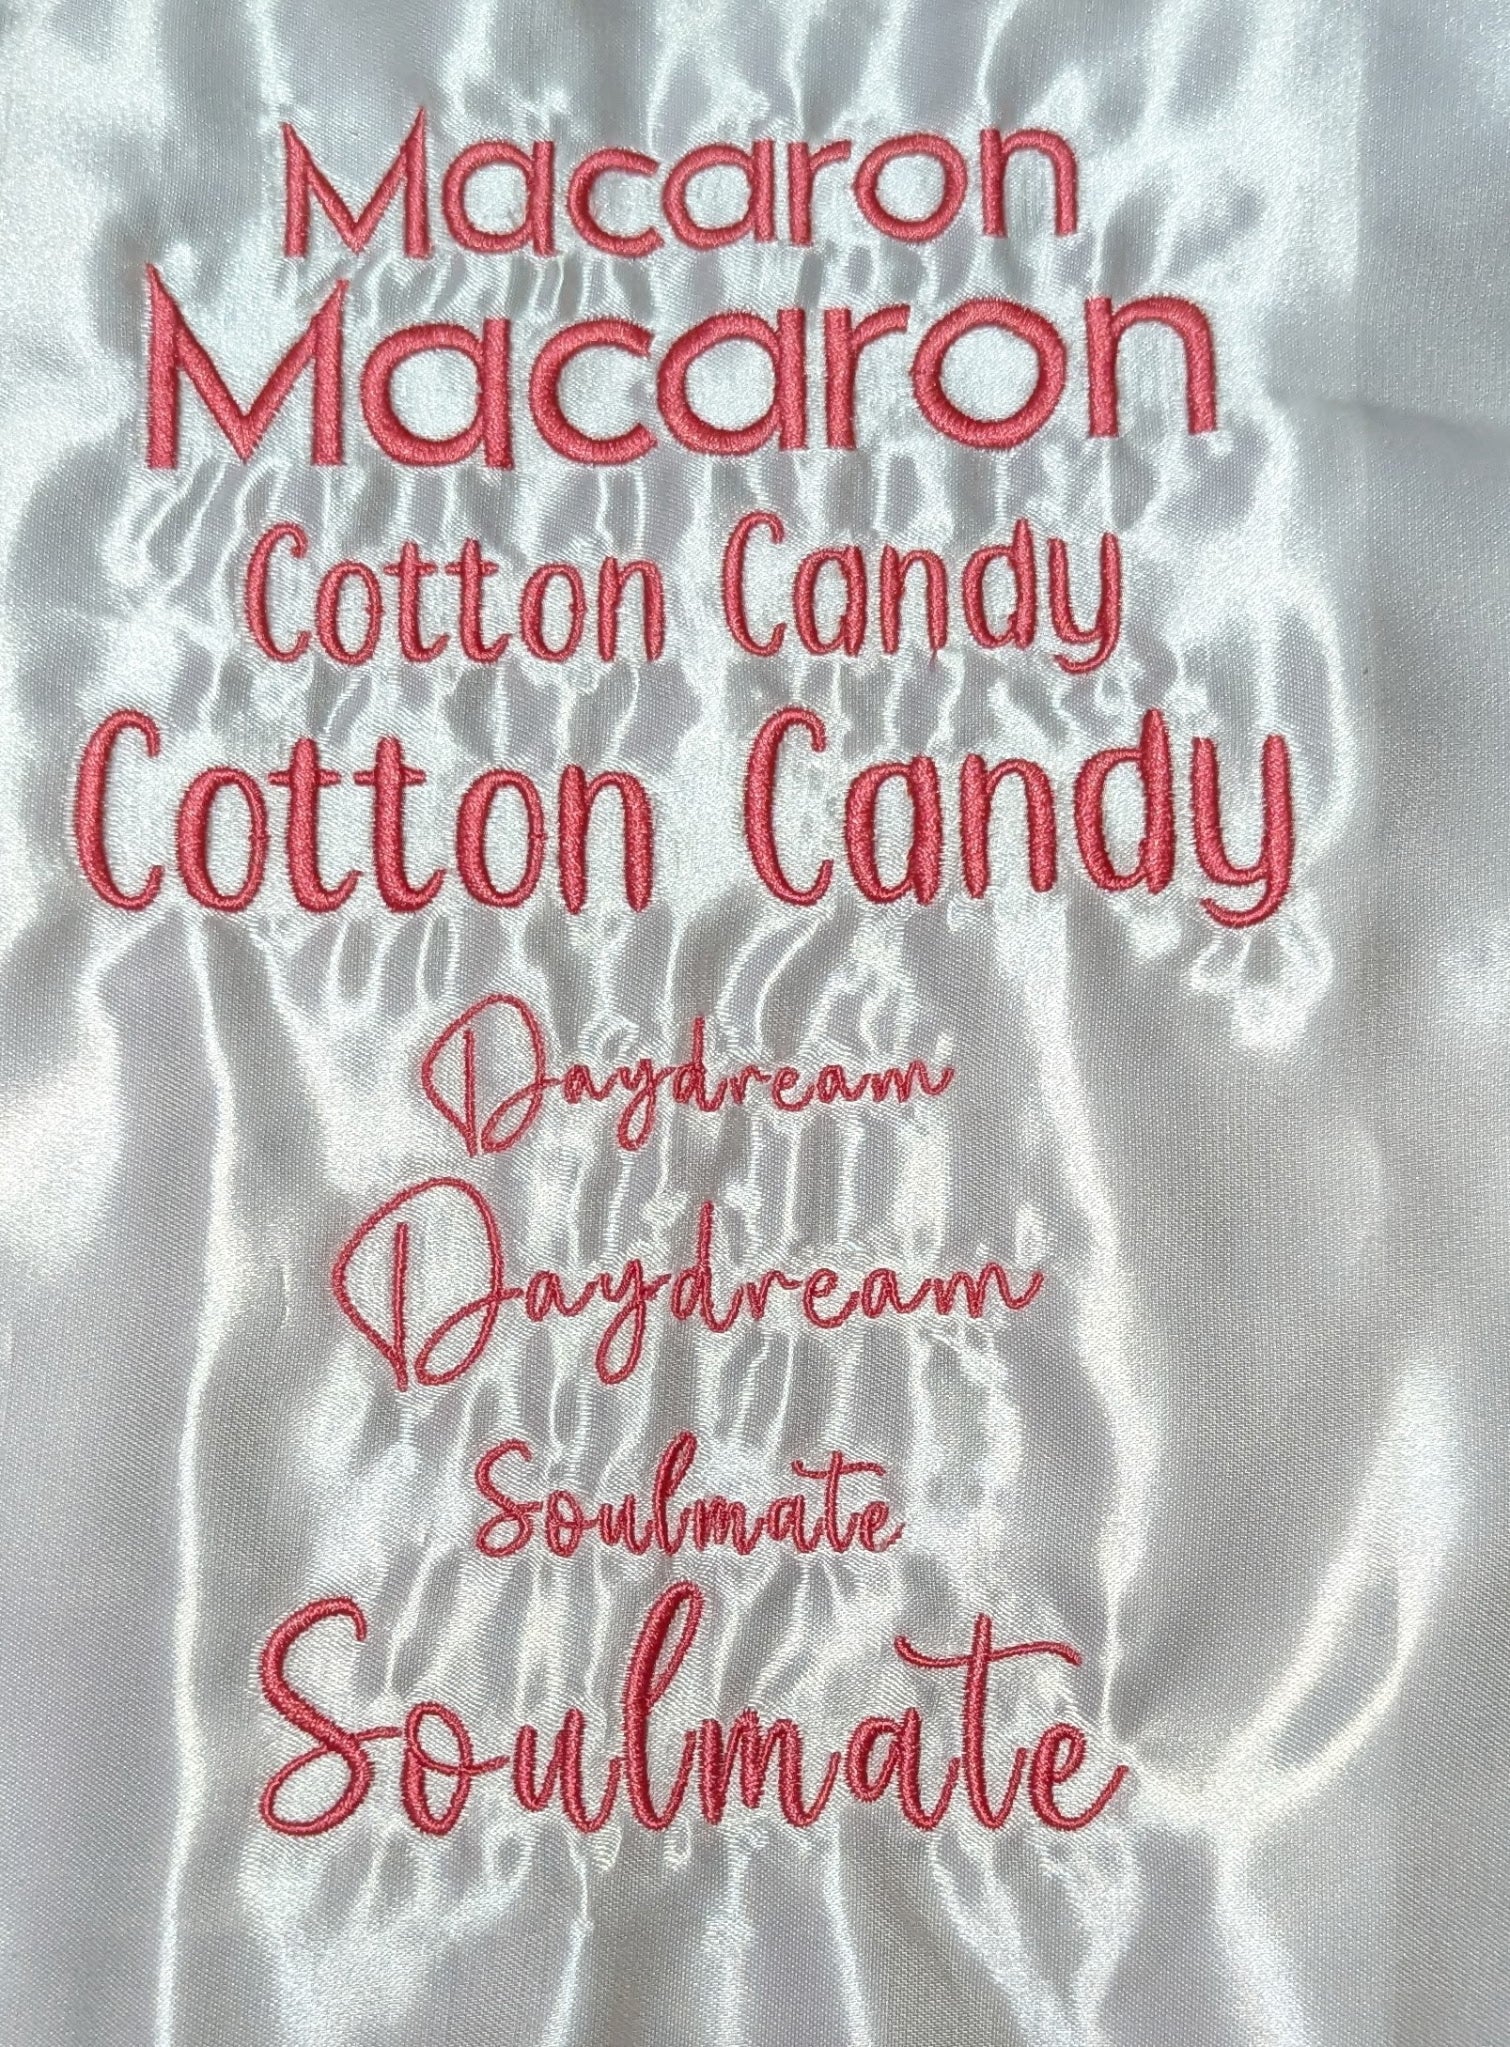 Macaron
Macaron
Cotton Candy
Cotton Candy
Daydream
Daydream
Soulmate
Soulmate